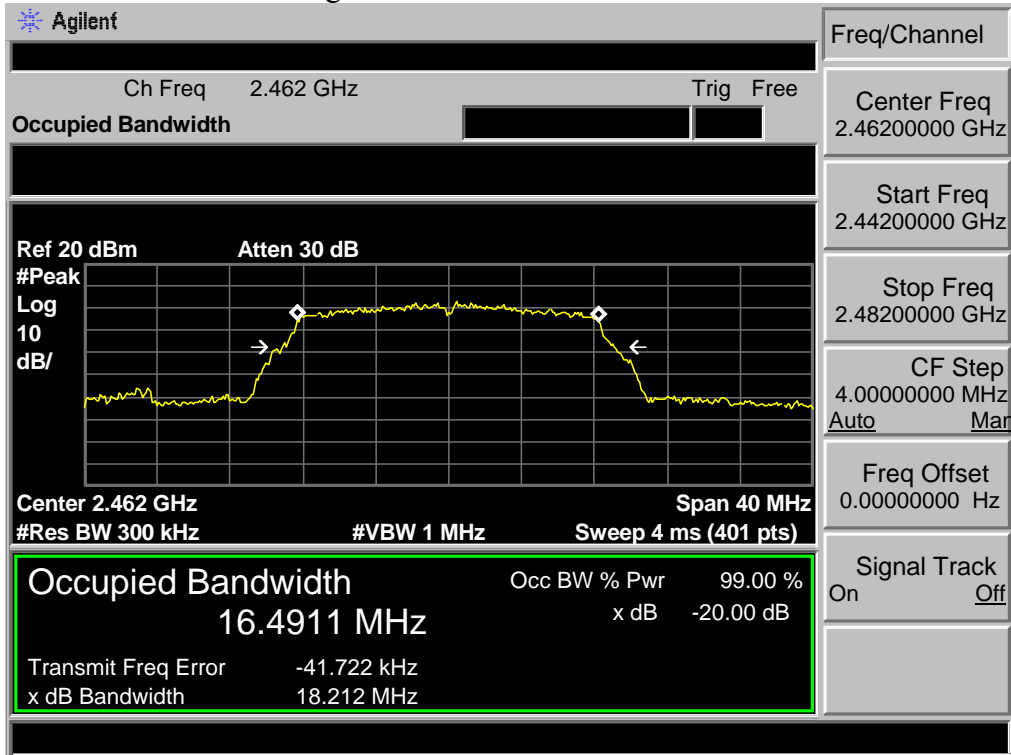 Agilent
Freq/Channel
Ch Freq 2.462 GHz Trig Free
Occupied Bandwidth
Center Freq
2.46200000 GHz
Start Freq
2.44200000 GHz
Ref 20 dBm Atten 30 dB
#Peak
Log
10
dB/
Stop Freq
2.48200000 GHz
CF Step
4.00000000 MHz
Auto Man
Center 2.462 GHz Span 40 MHz
#Res BW 300 kHz #VBW 1 MHz Sweep 4 ms (401 pts)
Freq Offset
0.00000000 Hz
Occupied Bandwidth Occ BW % Pwr 99.00 %
16.4911 MHz x dB -20.00 dB
Transmit Freq Error -41.722 kHz
x dB Bandwidth 18.212 MHz
Signal Track
On Off